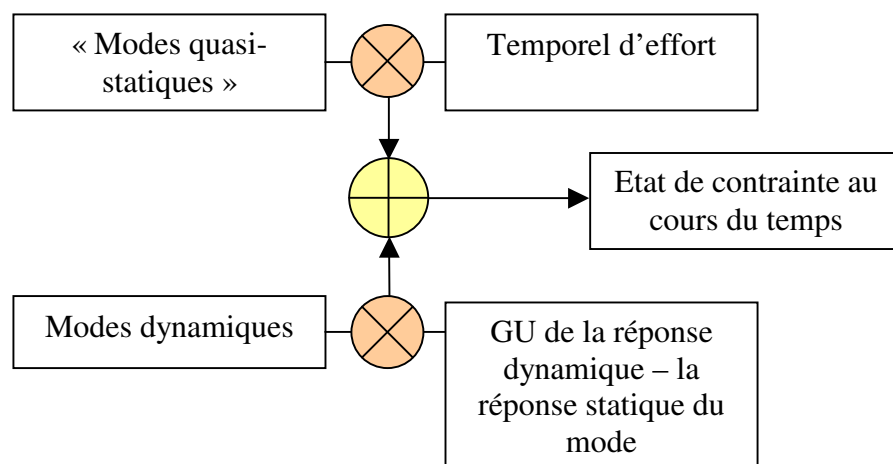 « Modes quasi-
statiques »
Temporel d'effort
Etat de contrainte au
cours du temps
Modes dynamiques
GU de la réponse
dynamique – la
réponse statique du
mode